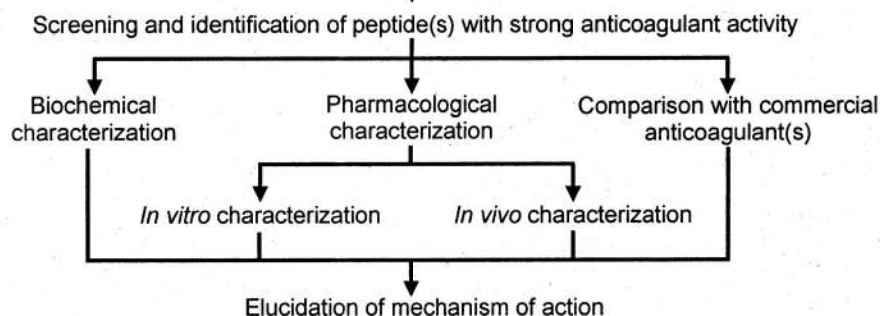 Screening and identification of peptide(s) with strong anticoagulant activity
Biochemical
characterization
Pharmacological
characterization
Comparison with commercial
anticoagulant(s)
In vitro characterization
In vivo characterization
Elucidation of mechanism of action